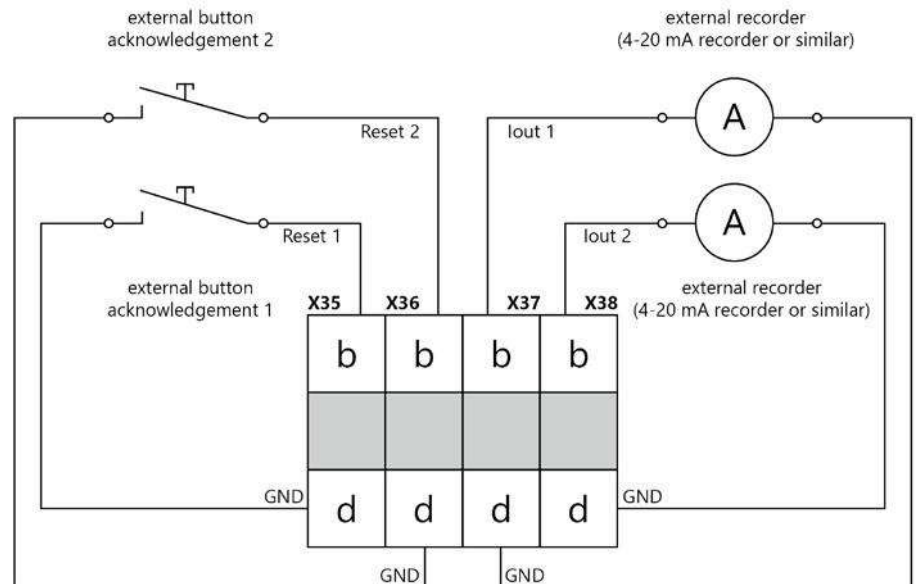 external button
acknowledgement 2
external recorder
(4-20 mA recorder or similar)
A
Reset 2
Iout 1
A
Reset 1
Iout 2
external button
acknowledgement 1
external recorder
(4-20 mA recorder or similar)
X35 X36 X37 X38
b b b b
GND
d d d d
GND
GND GND